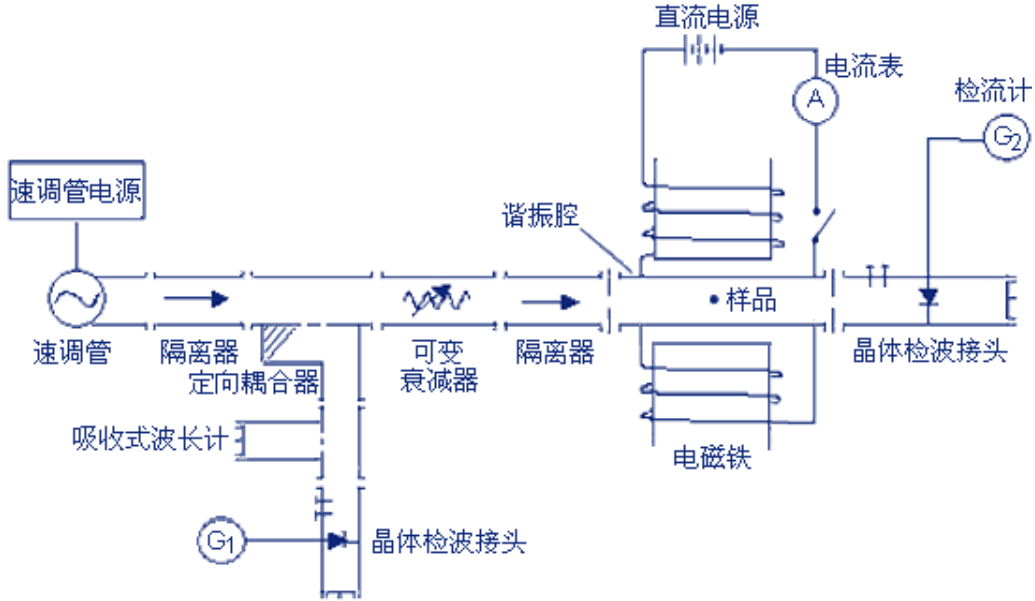 直流电源
电流表
A
检流计
G2
速调管电源
谐振腔
样品
速调管
隔离器
定向耦合器
可变
衰减器
隔离器
晶体检波接头
吸收式波长计
电磁铁
G1
晶体检波接头